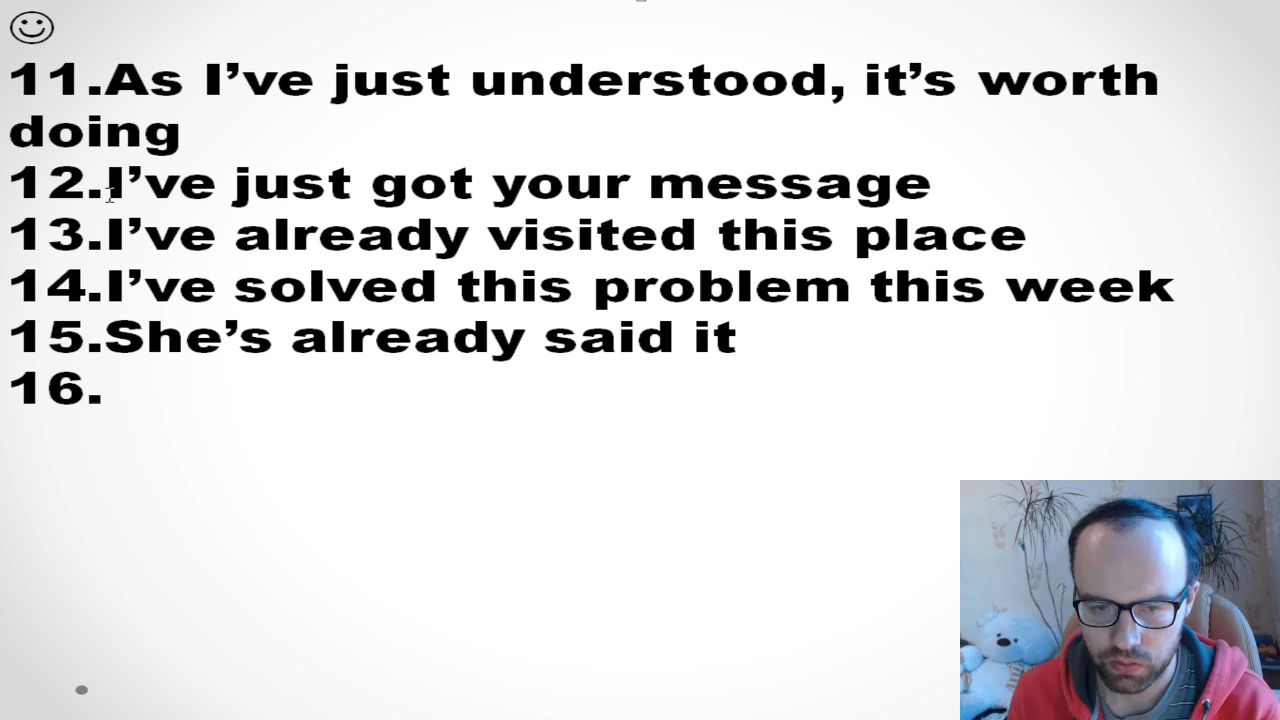 11.As I’ve just understood, it’s worth
doing
12.I’ve just got your message
13.I’ve already visited this place
14.I’ve solved this problem this week
15.She’s already said it
16.